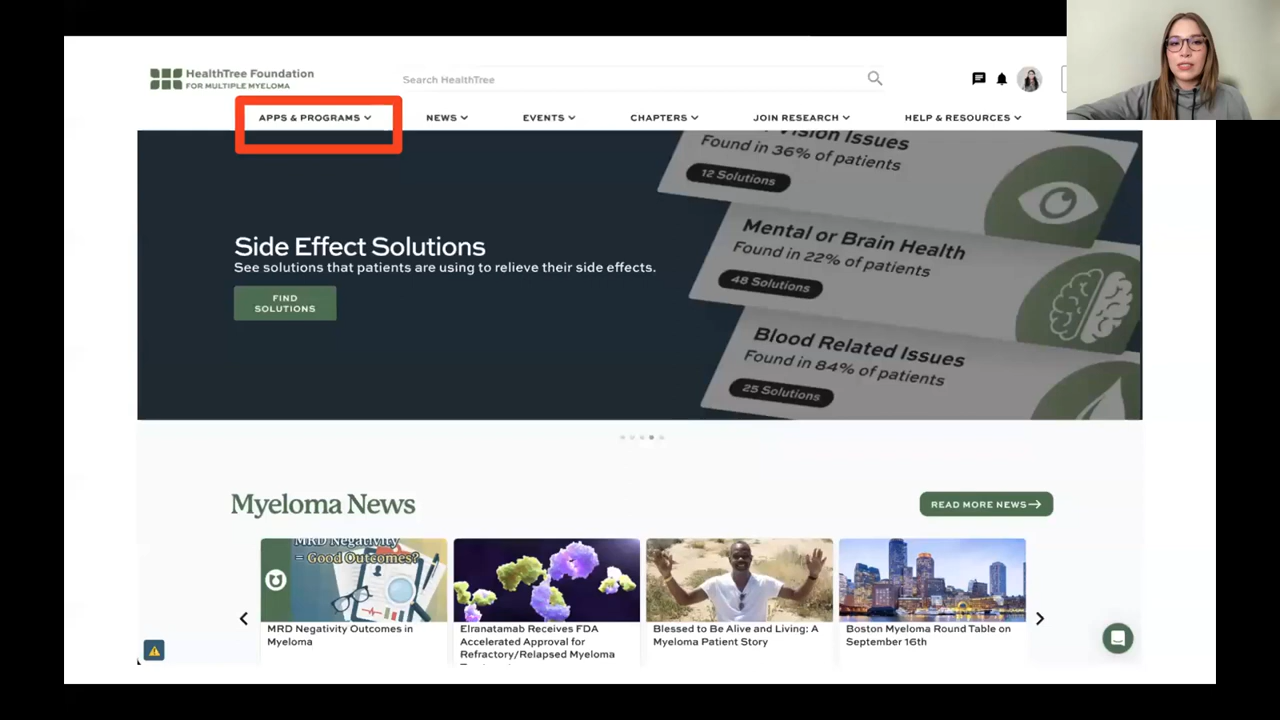 HealthTree Foundation
FOR MULTIPLE MYELOMA
Search HealthTree
APPS & PROGRAMS
NEWS
EVENTS
CHAPTERS
JOIN RESEARCH
HELP & RESOURCES
Vision Issues
Found in 36% of patients
12 Solutions
Side Effect Solutions
See solutions that patients are using to relieve their side effects.
FIND
SOLUTIONS
Mental or Brain Health
Found in 22% of patients
48 Solutions
Blood Related Issues
Found in 84% of patients
25 Solutions
Myeloma News
READ MORE NEWS
MRD Negativity
= Good Outcomes?
MRD Negativity Outcomes in
Myeloma
Elranatamab Receives FDA
Accelerated Approval for
Refractory/Relapsed Myeloma
Blessed to Be Alive and Living: A
Myeloma Patient Story
Boston Myeloma Round Table on
September 16th